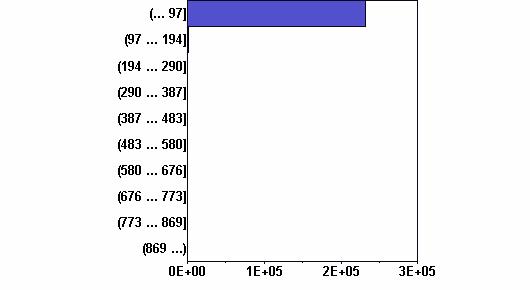 (... 97]
(97 ... 194]
(194 ... 290]
(290 ... 387]
(387 ... 483]
(483 ... 580]
(580 ... 676]
(676 ... 773]
(773 ... 869]
(869 ...)
0E+00 1E+05 2E+05 3E+05